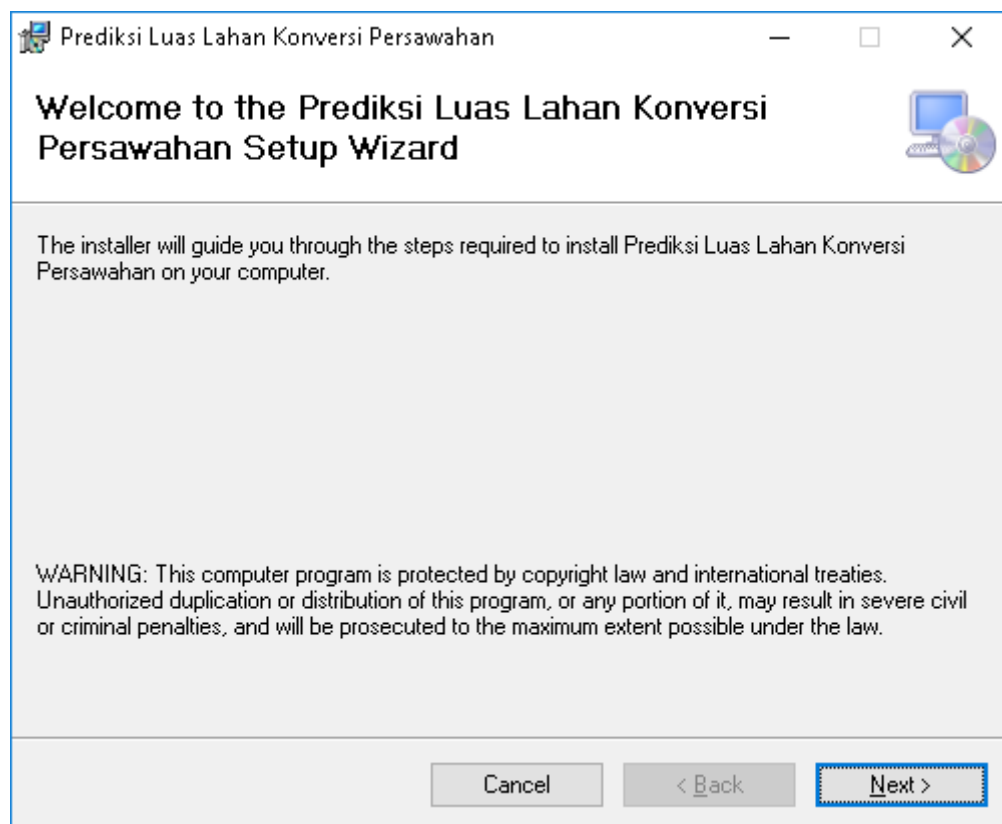 Prediksi Luas Lahan Konversi Persawahan
Welcome to the Prediksi Luas Lahan Konversi
Persawahan Setup Wizard
The installer will guide you through the steps required to install Prediksi Luas Lahan Konversi
Persawahan on your computer.
WARNING: This computer program is protected by copyright law and international treaties.
Unauthorized duplication or distribution of this program, or any portion of it, may result in severe civil
or criminal penalties, and will be prosecuted to the maximum extent possible under the law.
Cancel
< Back
Next >